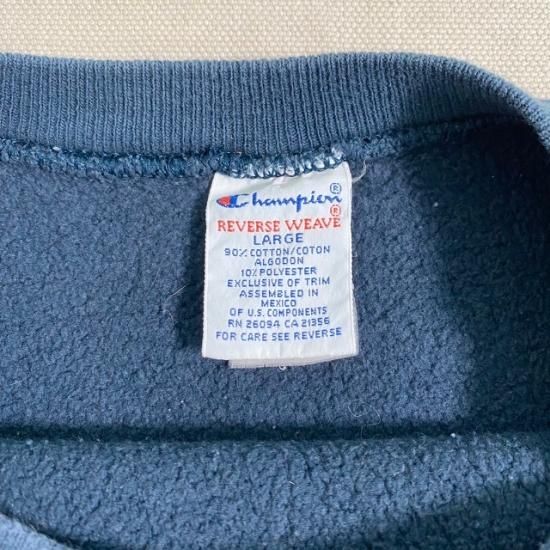 Champion®
REVERSE WEAVE®
LARGE
90% COTTON/COTON
ALGODON
10% POLYESTER
EXCLUSIVE OF TRIM
ASSEMBLED IN
MEXICO
OF U.S. COMPONENTS
RN 26094 CA 21356
FOR CARE SEE REVERSE